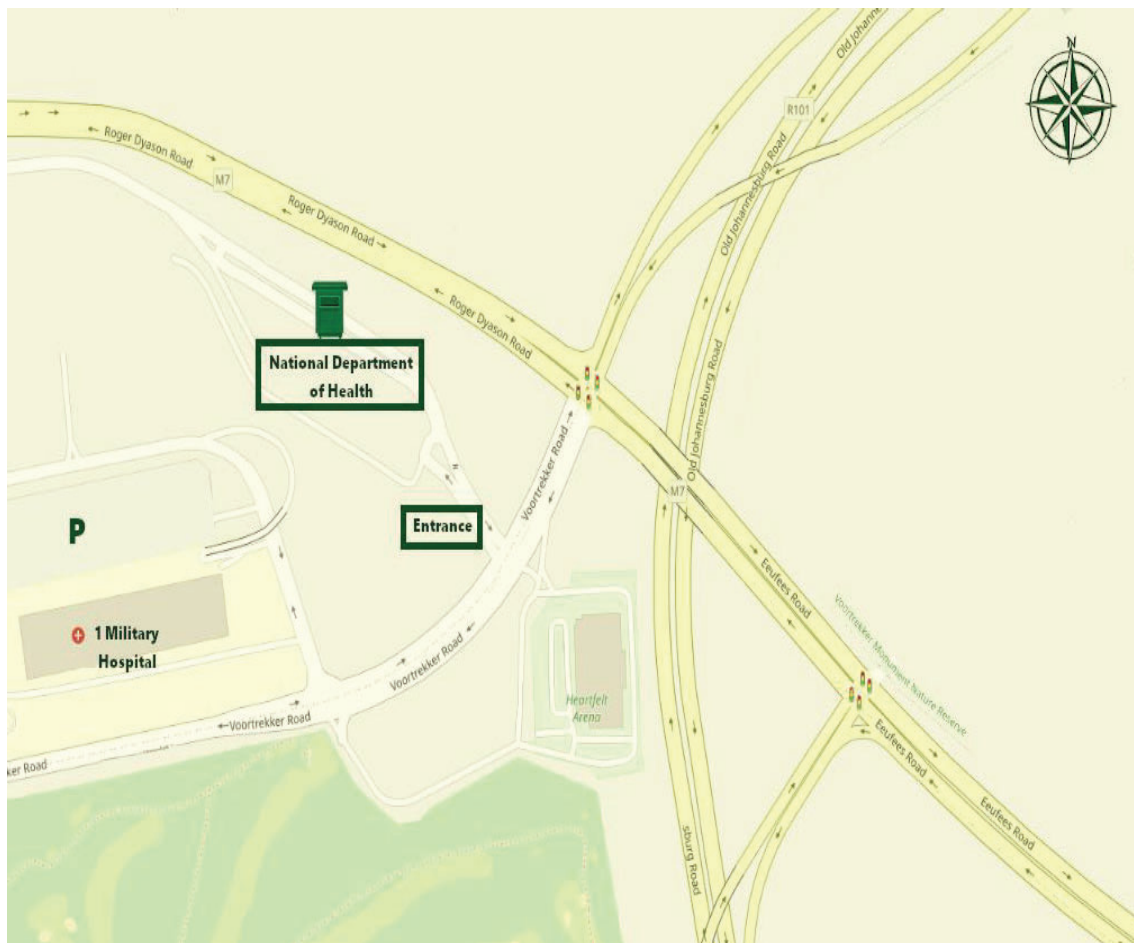 Old Johannesburg
N
R101
Roger Dyason Road
M7
Old Johannesburg Road
Roger Dyason Road
Roger Dyason Road
National Department
of Health
Old Johannesburg Road
Voortrekker Road
M7
P
Entrance
Eeufees Road
Voortrekker Monument Nature Reserve
1 Military
Hospital
Voortrekker Road
Heartfelt
Arena
Voortrekker Road
Eeufees Road
ker Road
Eeufees Road
sburg Road